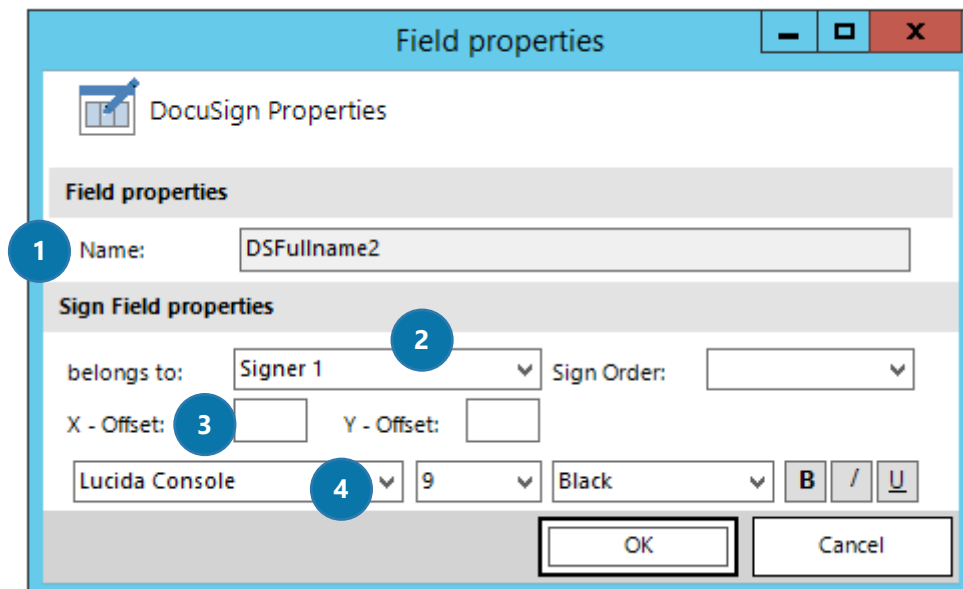 Field properties
DocuSign Properties
Field properties
1 Name: DSFullname2
Sign Field properties
2
belongs to: Signer 1 Sign Order:
X - Offset: 3 Y - Offset:
Lucida Console 4 9 Black B I U
OK Cancel